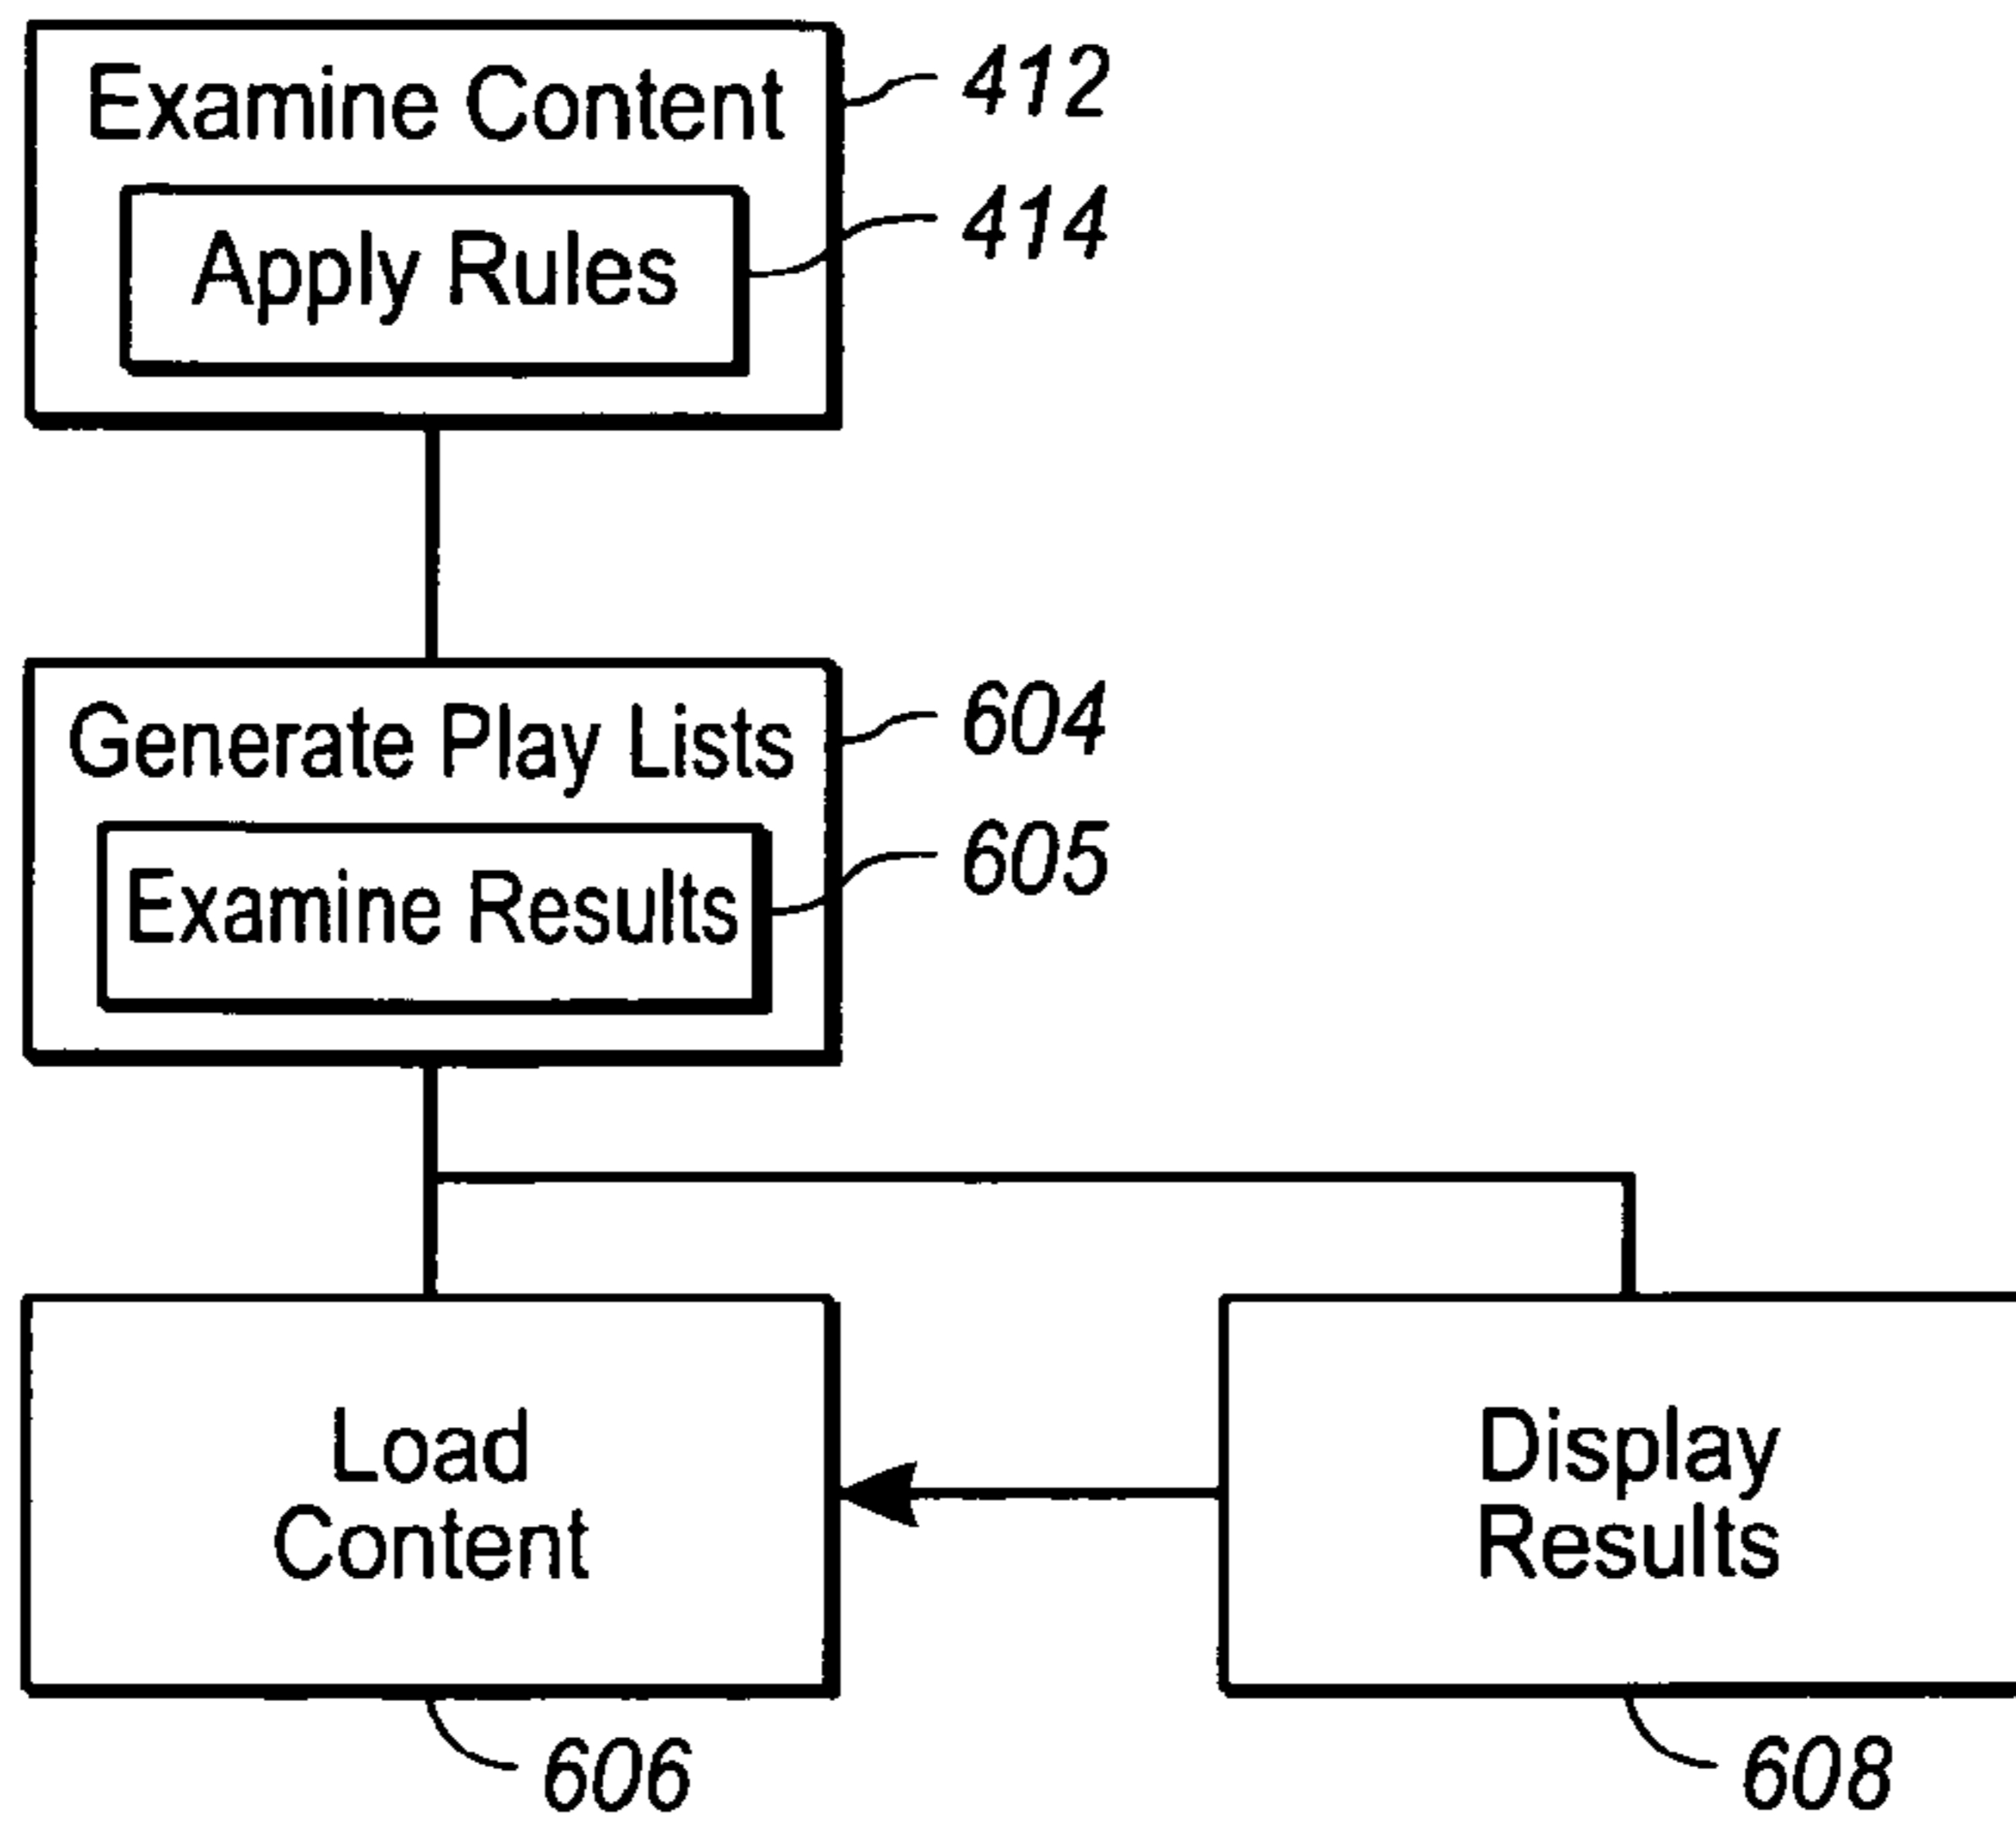 Examine Content
412
Apply Rules
414
Generate Play Lists
604
Examine Results
605
Load
Content
Display
Results
606
608